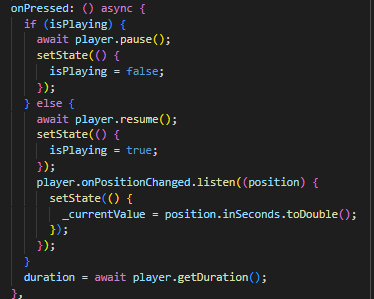 onPressed: () async {
  if (isPlaying) {
    await player.pause();
    setState(() {
      isPlaying = false;
    });
  } else {
    await player.resume();
    setState(() {
      isPlaying = true;
    });
    player.onPositionChanged.listen((position) {
      setState(() {
        _currentValue = position.inSeconds.toDouble();
      });
    });
  }
  duration = await player.getDuration();
},